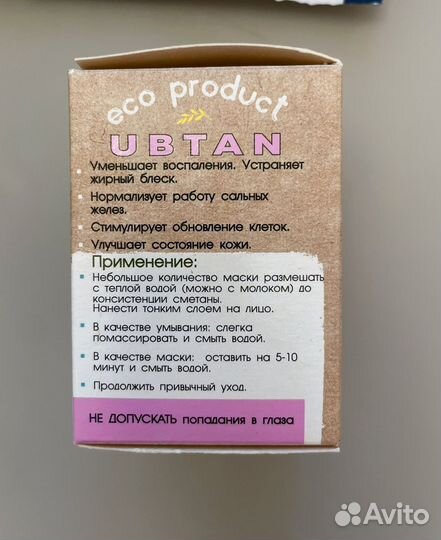 eco product
UBTAN
Уменьшает воспаления. Устраняет
жирный блеск.
Нормализует работу сальных
желез.
Стимулирует обновление клеток.
Улучшает состояние кожи.
Применение:
Небольшое количество маски размешать
с теплой водой (можно с молоком) до
консистенции сметаны.
Нанести тонким слоем на лицо.
В качестве умывания: слегка
помассировать и смыть водой.
В качестве маски: оставить на 5-10
минут и смыть водой.
Продолжить привычный уход.
НЕ ДОПУСКАТЬ попадания в глаза
Avito